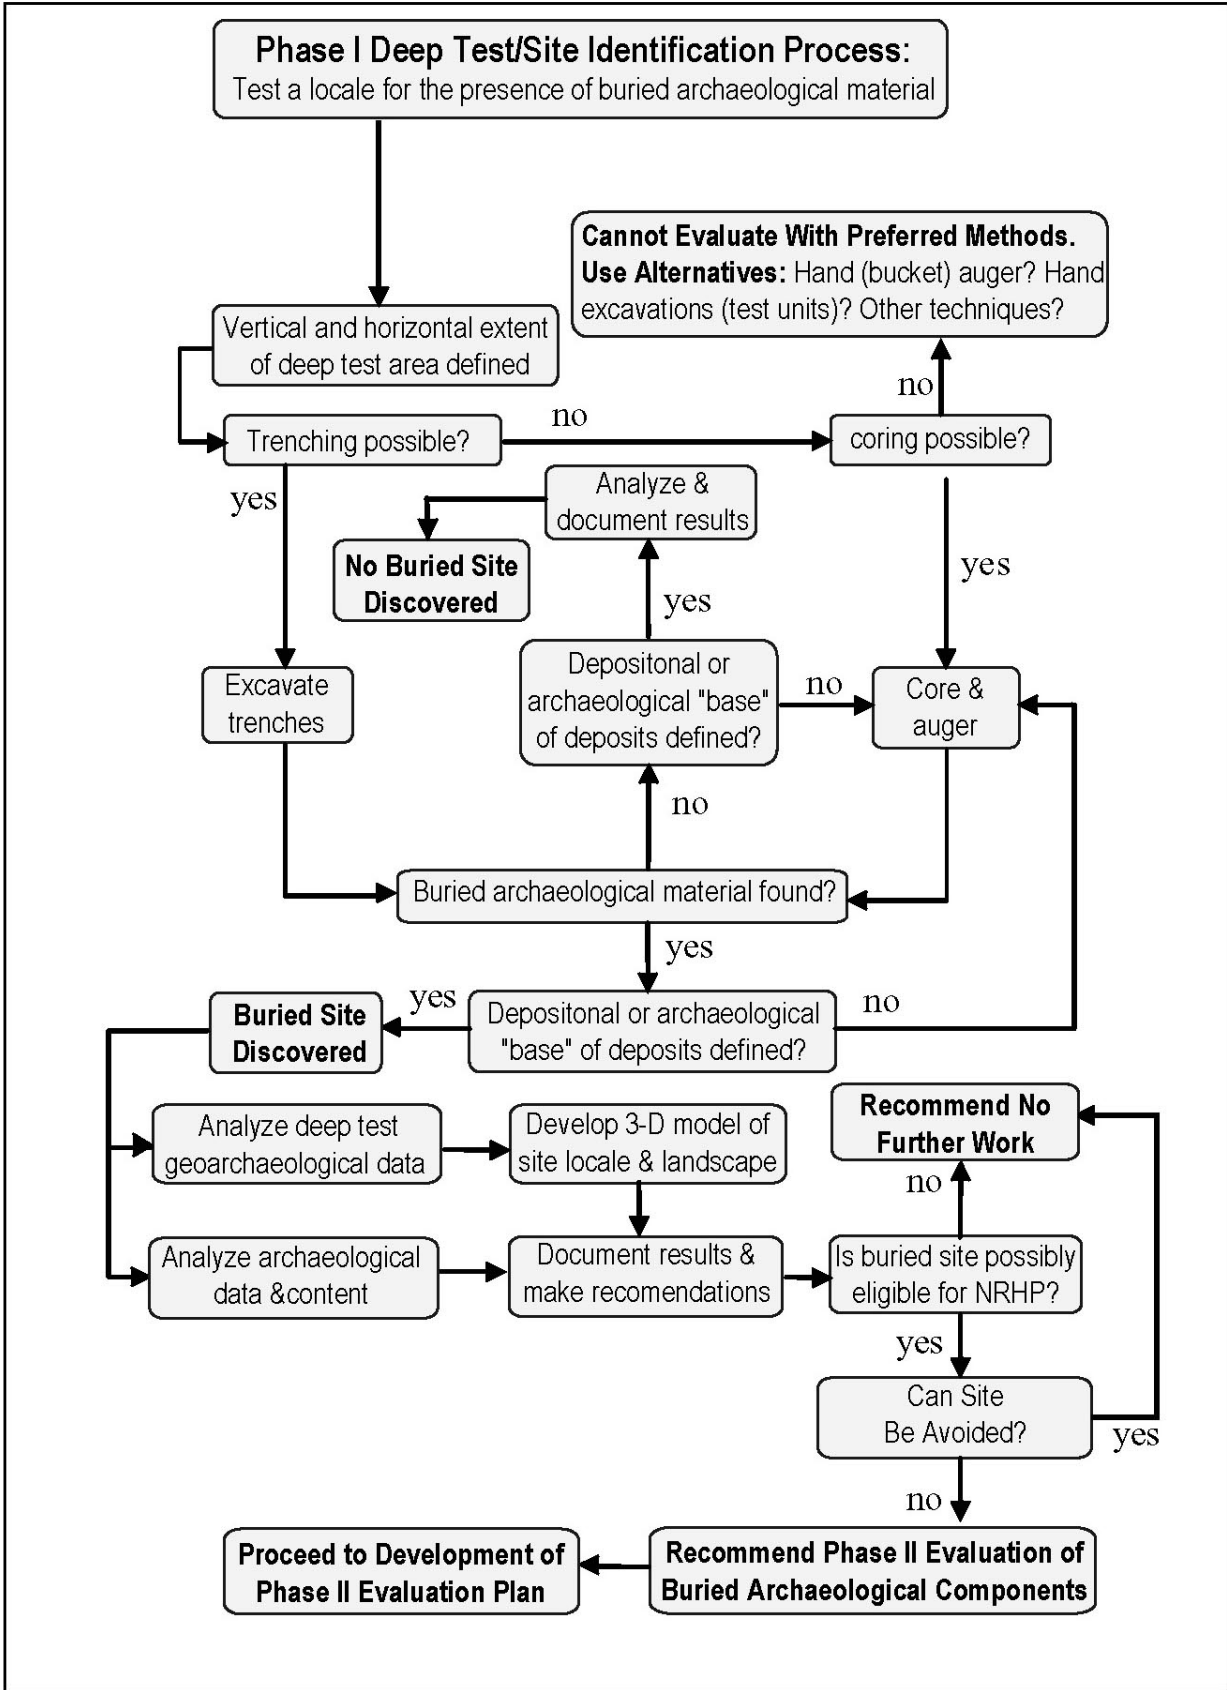 Phase I Deep Test/Site Identification Process:
Test a locale for the presence of buried archaeological material
Cannot Evaluate With Preferred Methods.
Use Alternatives: Hand (bucket) auger? Hand
excavations (test units)? Other techniques?
Vertical and horizontal extent
of deep test area defined
no
Trenching possible?
no
coring possible?
yes
Analyze &
document results
No Buried Site
Discovered
yes
yes
Depositonal or
archaeological "base"
of deposits defined?
no
Core &
auger
Excavate
trenches
no
Buried archaeological material found?
yes
Buried Site
Discovered
yes
Depositonal or archaeological
"base" of deposits defined?
no
Analyze deep test
geoarchaeological data
Develop 3-D model of
site locale & landscape
Recommend No
Further Work
no
Analyze archaeological
data &content
Document results &
make recomendations
Is buried site possibly
eligible for NRHP?
yes
Can Site
Be Avoided?
yes
no
Proceed to Development of
Phase II Evaluation Plan
Recommend Phase II Evaluation of
Buried Archaeological Components